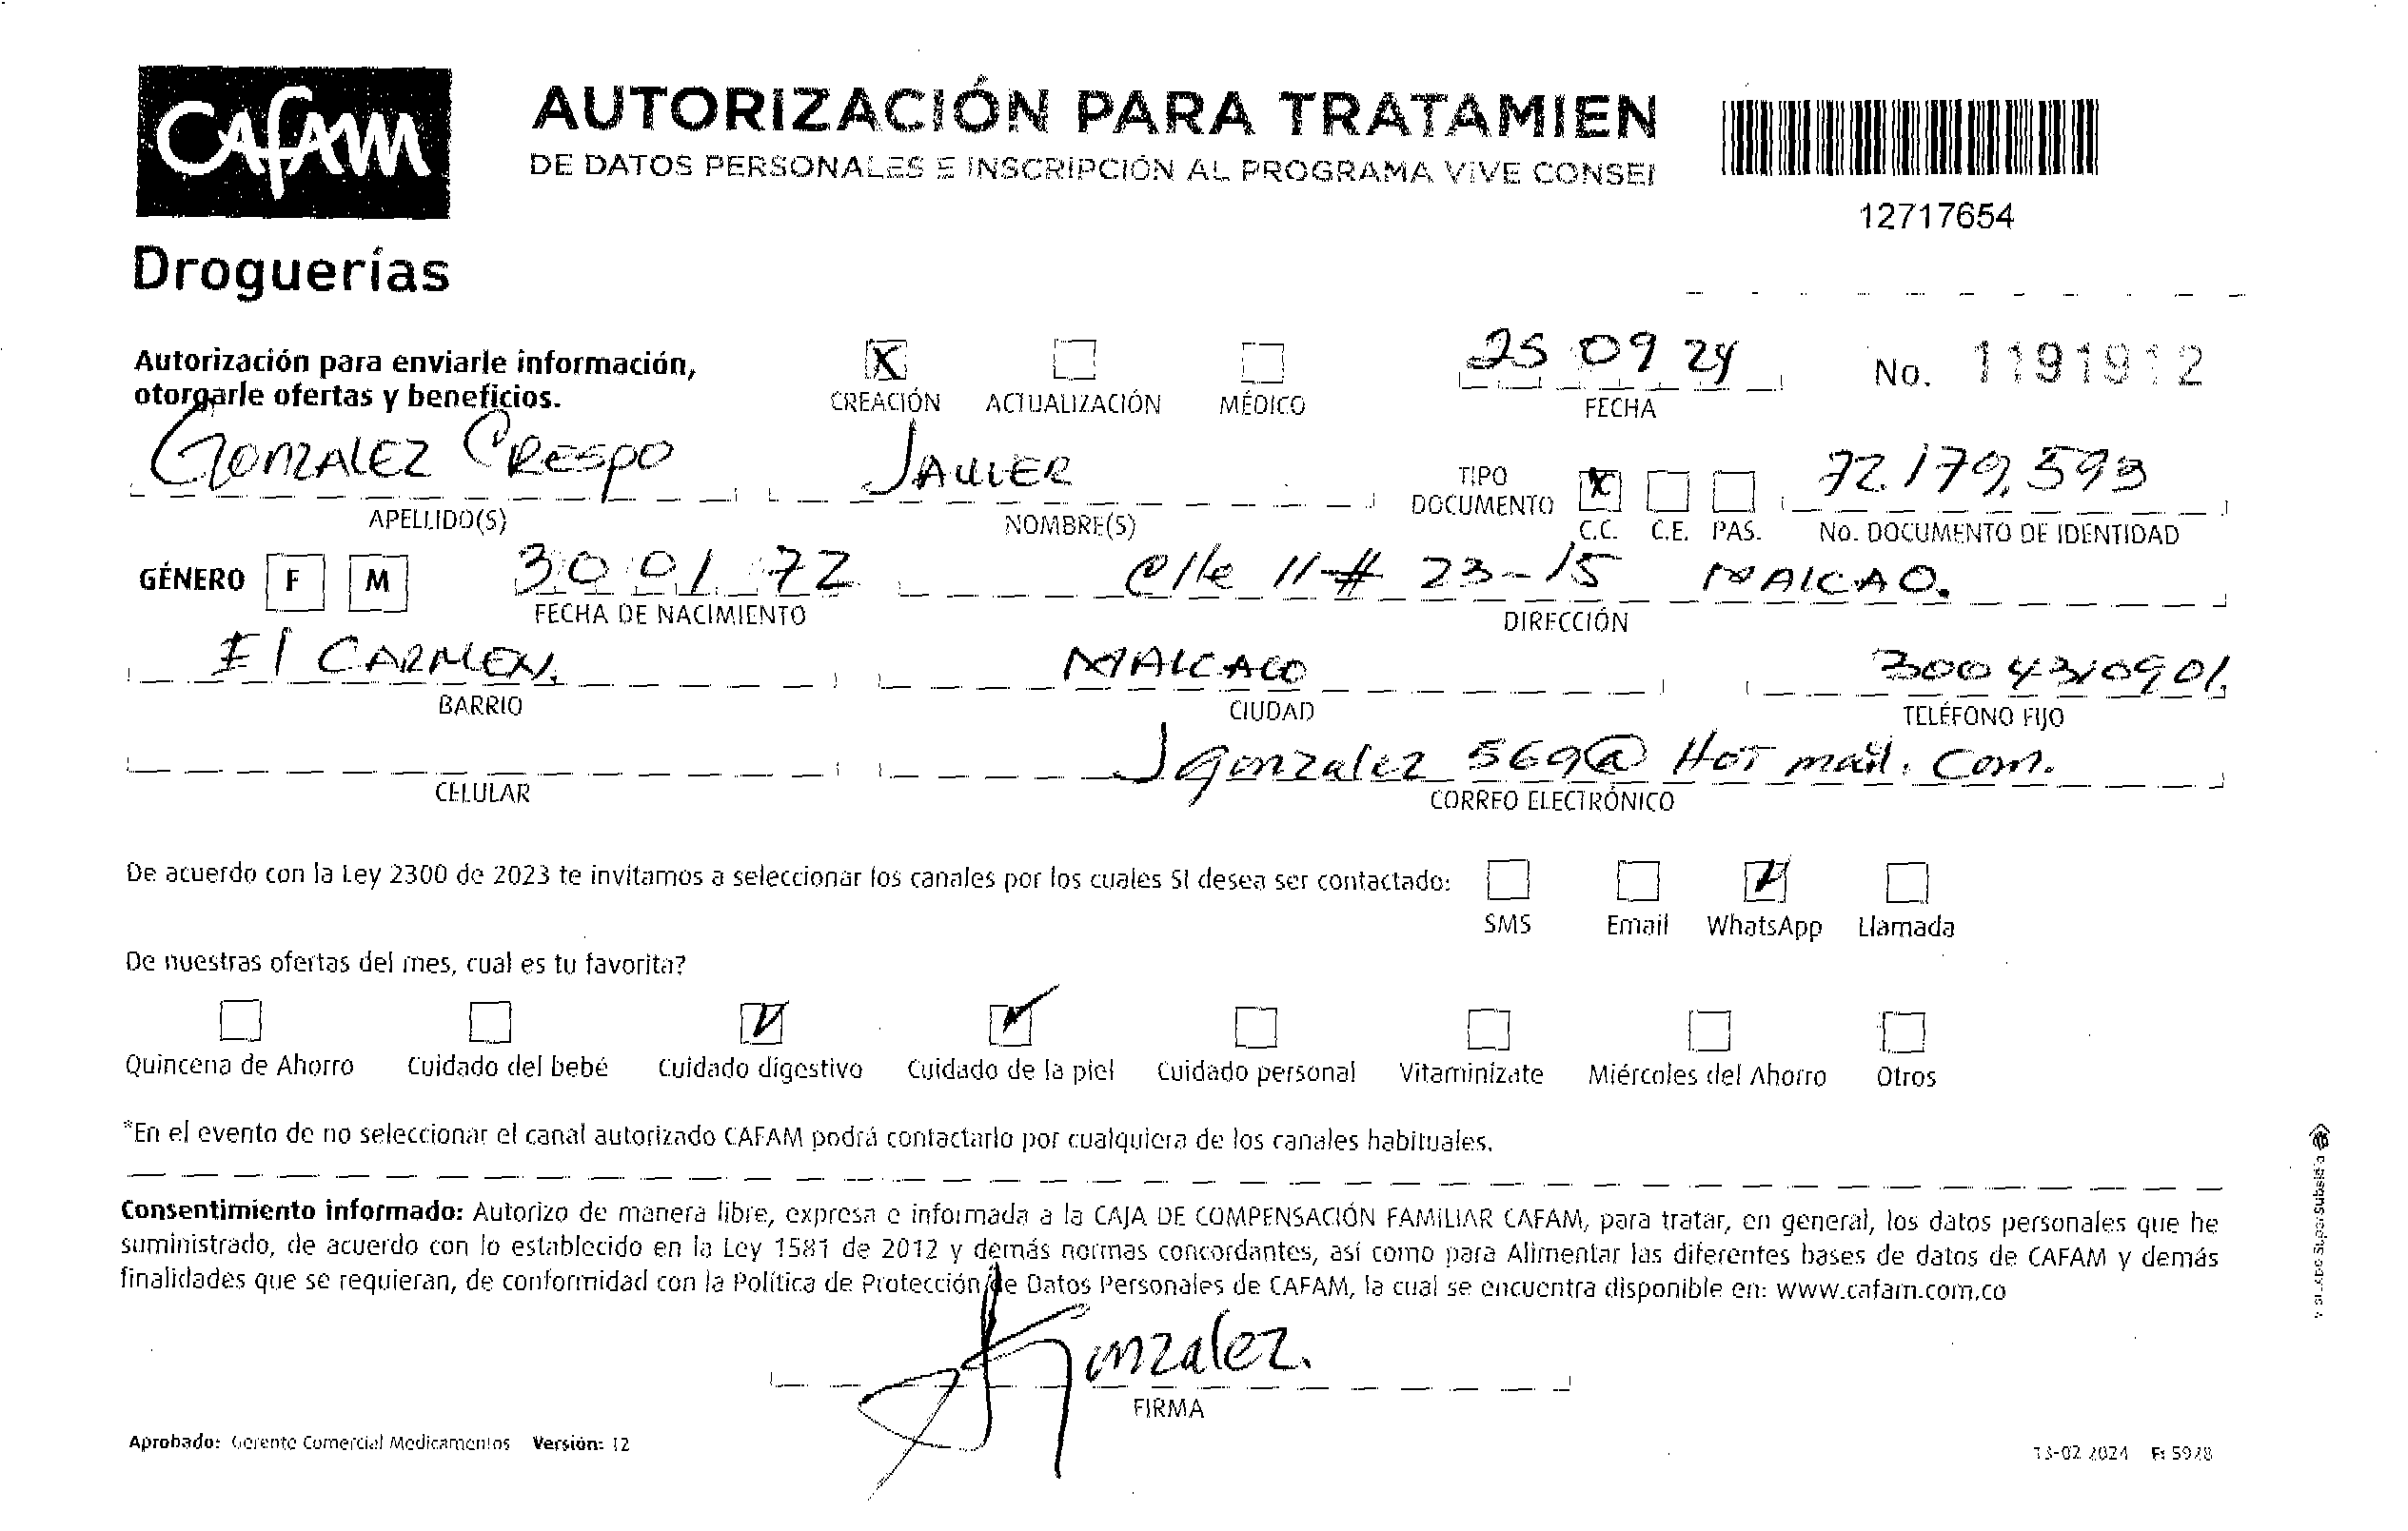 CAFAM
Droguerías
AUTORIZACIÓN PARA TRATAMIEN
DE DATOS PERSONALES E INSCRIPCIÓN AL PROGRAMA VIVE CONSEI
12717654
Autorización para enviarle información,
otorgarle ofertas y beneficios.
X CREACIÓN ACTUALIZACIÓN MÉDICO
25 09 24
FECHA
No. 1191912
GONZALEZ CRESPO
APELLIDO(S)
JAVIER
NOMBRE(S)
TIPO DOCUMENTO X C.C. C.E. PAS.
72.179,593
No. DOCUMENTO DE IDENTIDAD
GÉNERO F M
30 01 72
FECHA DE NACIMIENTO
Clle 11 # 23-15 MAICAO.
DIRECCIÓN
El CARMEN.
BARRIO
MAICAO
CIUDAD
3004310901.
TELÉFONO FIJO
CELULAR
Jgonzalez 569@ Hotmail. Com.
CORREO ELECTRÓNICO
De acuerdo con la Ley 2300 de 2023 te invitamos a seleccionar los canales por los cuales SI desea ser contactado:
SMS Email WhatsApp Llamada
De nuestras ofertas del mes, cual es tu favorita?
Quincena de Ahorro Cuidado del bebé Cuidado digestivo Cuidado de la piel Cuidado personal Vitaminízate Miércoles del Ahorro Otros
*En el evento de no seleccionar el canal autorizado CAFAM podrá contactarlo por cualquiera de los canales habituales.
Consentimiento informado: Autorizo de manera libre, expresa e informada a la CAJA DE COMPENSACIÓN FAMILIAR CAFAM, para tratar, en general, los datos personales que he
suministrado, de acuerdo con lo establecido en la Ley 1581 de 2012 y demás normas concordantes, así como para Alimentar las diferentes bases de datos de CAFAM y demás
finalidades que se requieran, de conformidad con la Política de Protección de Datos Personales de CAFAM, la cual se encuentra disponible en: www.cafam.com.co
Gonzalez.
FIRMA
Aprobado: Gerente Comercial Medicamentos Versión: 12
13-02 2024 F: 5928
SuperSubsidio